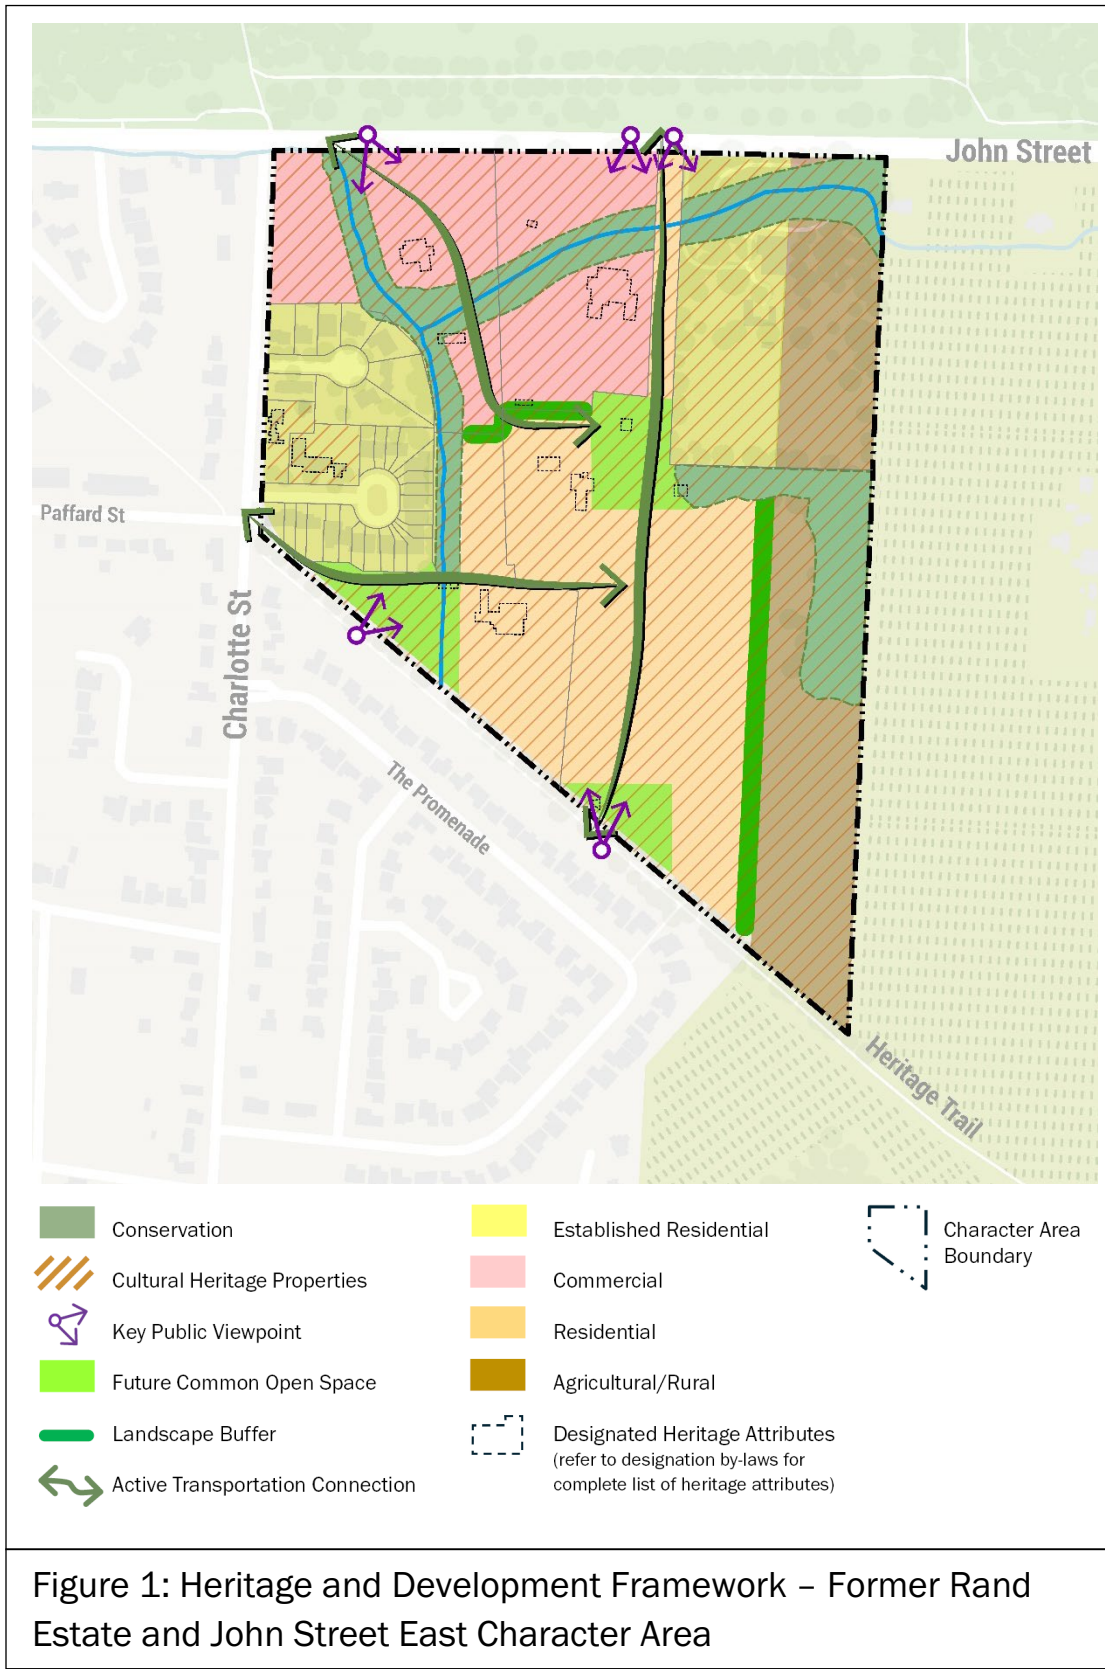 John Street
Paffard St
Charlotte St
The Promenade
Heritage Trail
Conservation
Cultural Heritage Properties
Key Public Viewpoint
Future Common Open Space
Landscape Buffer
Active Transportation Connection
Established Residential
Commercial
Residential
Agricultural/Rural
Designated Heritage Attributes
(refer to designation by-laws for
complete list of heritage attributes)
Character Area
Boundary
Figure 1: Heritage and Development Framework – Former Rand
Estate and John Street East Character Area